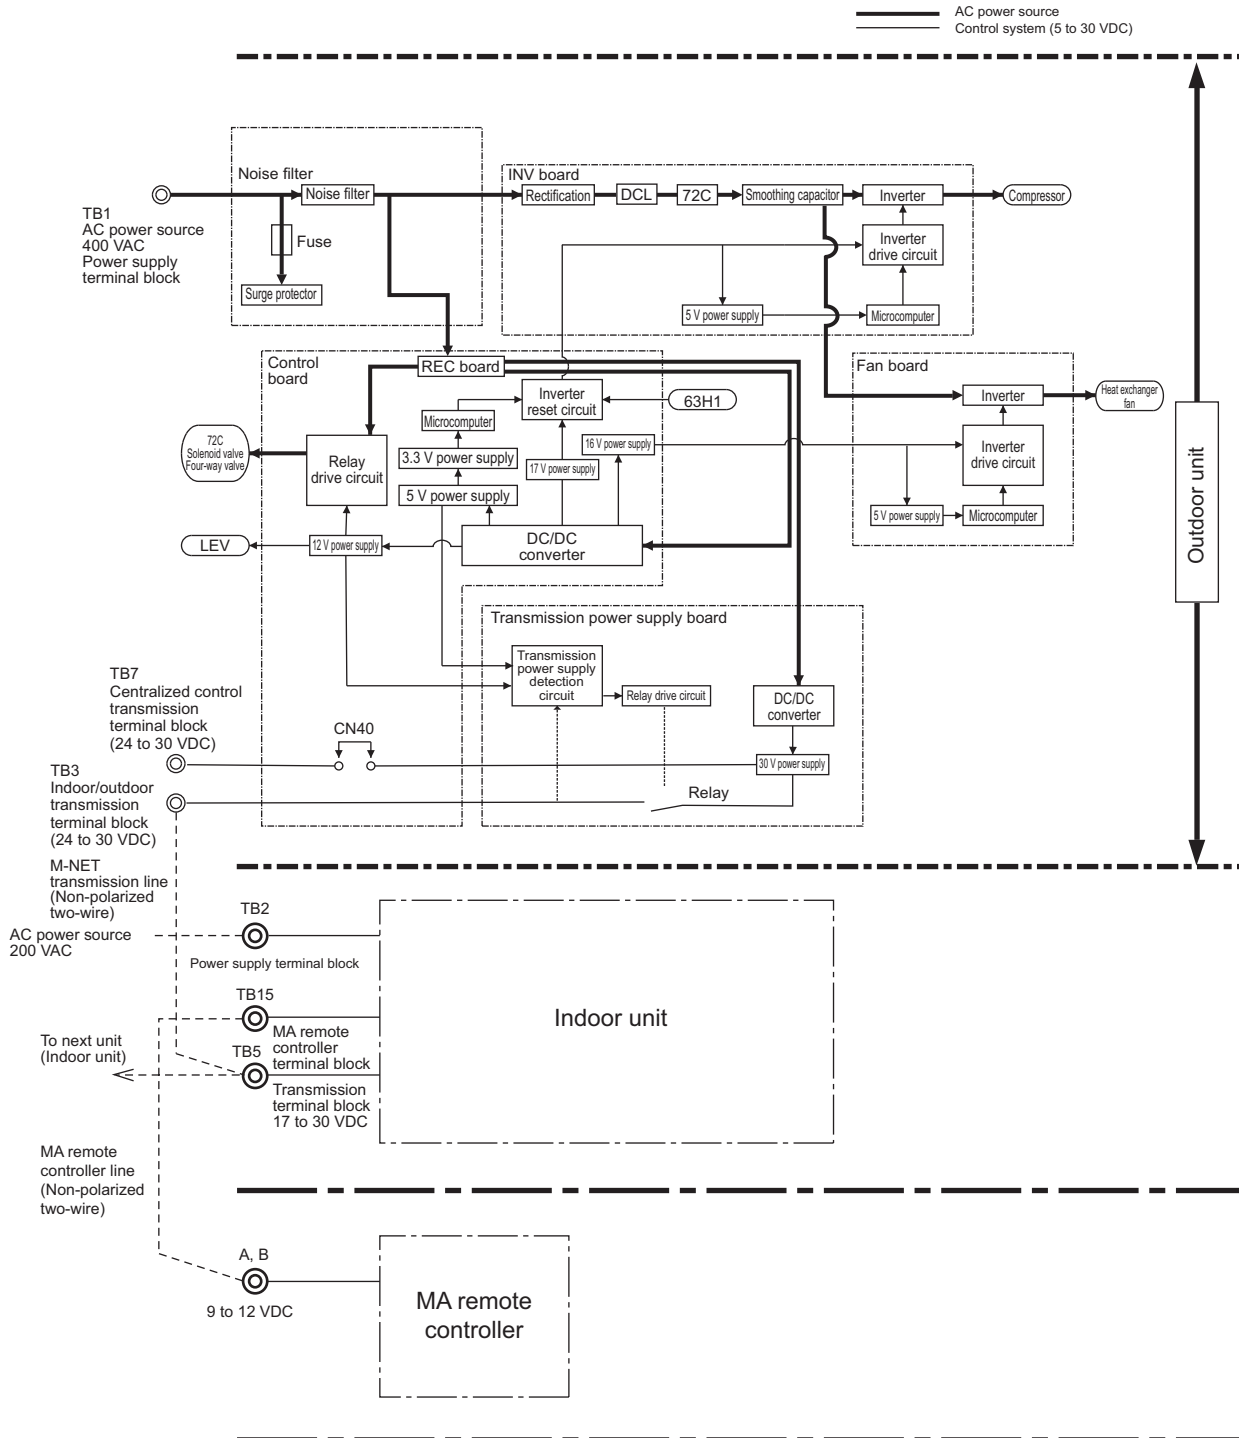 AC power source
Control system (5 to 30 VDC)
Noise filter
Noise filter
Fuse
Surge protector
TB1
AC power source
400 VAC
Power supply
terminal block
INV board
Rectification
DCL
72C
Smoothing capacitor
Inverter
Compressor
Inverter
drive circuit
5 V power supply
Microcomputer
Control
board
REC board
Inverter
reset circuit
63H1
Microcomputer
72C
Solenoid valve
Four-way valve
Relay
drive circuit
3.3 V power supply
17 V power supply
16 V power supply
5 V power supply
LEV
12 V power supply
DC/DC
converter
Fan board
Inverter
Heat exchanger
fan
Inverter
drive circuit
5 V power supply
Microcomputer
Outdoor unit
Transmission power supply board
Transmission
power supply
detection
circuit
Relay drive circuit
DC/DC
converter
30 V power supply
Relay
TB7
Centralized control
transmission
terminal block
(24 to 30 VDC)
CN40
TB3
Indoor/outdoor
transmission
terminal block
(24 to 30 VDC)
M-NET
transmission line
(Non-polarized
two-wire)
AC power source
200 VAC
TB2
Power supply terminal block
TB15
MA remote
controller
terminal block
Indoor unit
To next unit
(Indoor unit)
TB5
Transmission
terminal block
17 to 30 VDC
MA remote
controller line
(Non-polarized
two-wire)
A, B
9 to 12 VDC
MA remote
controller